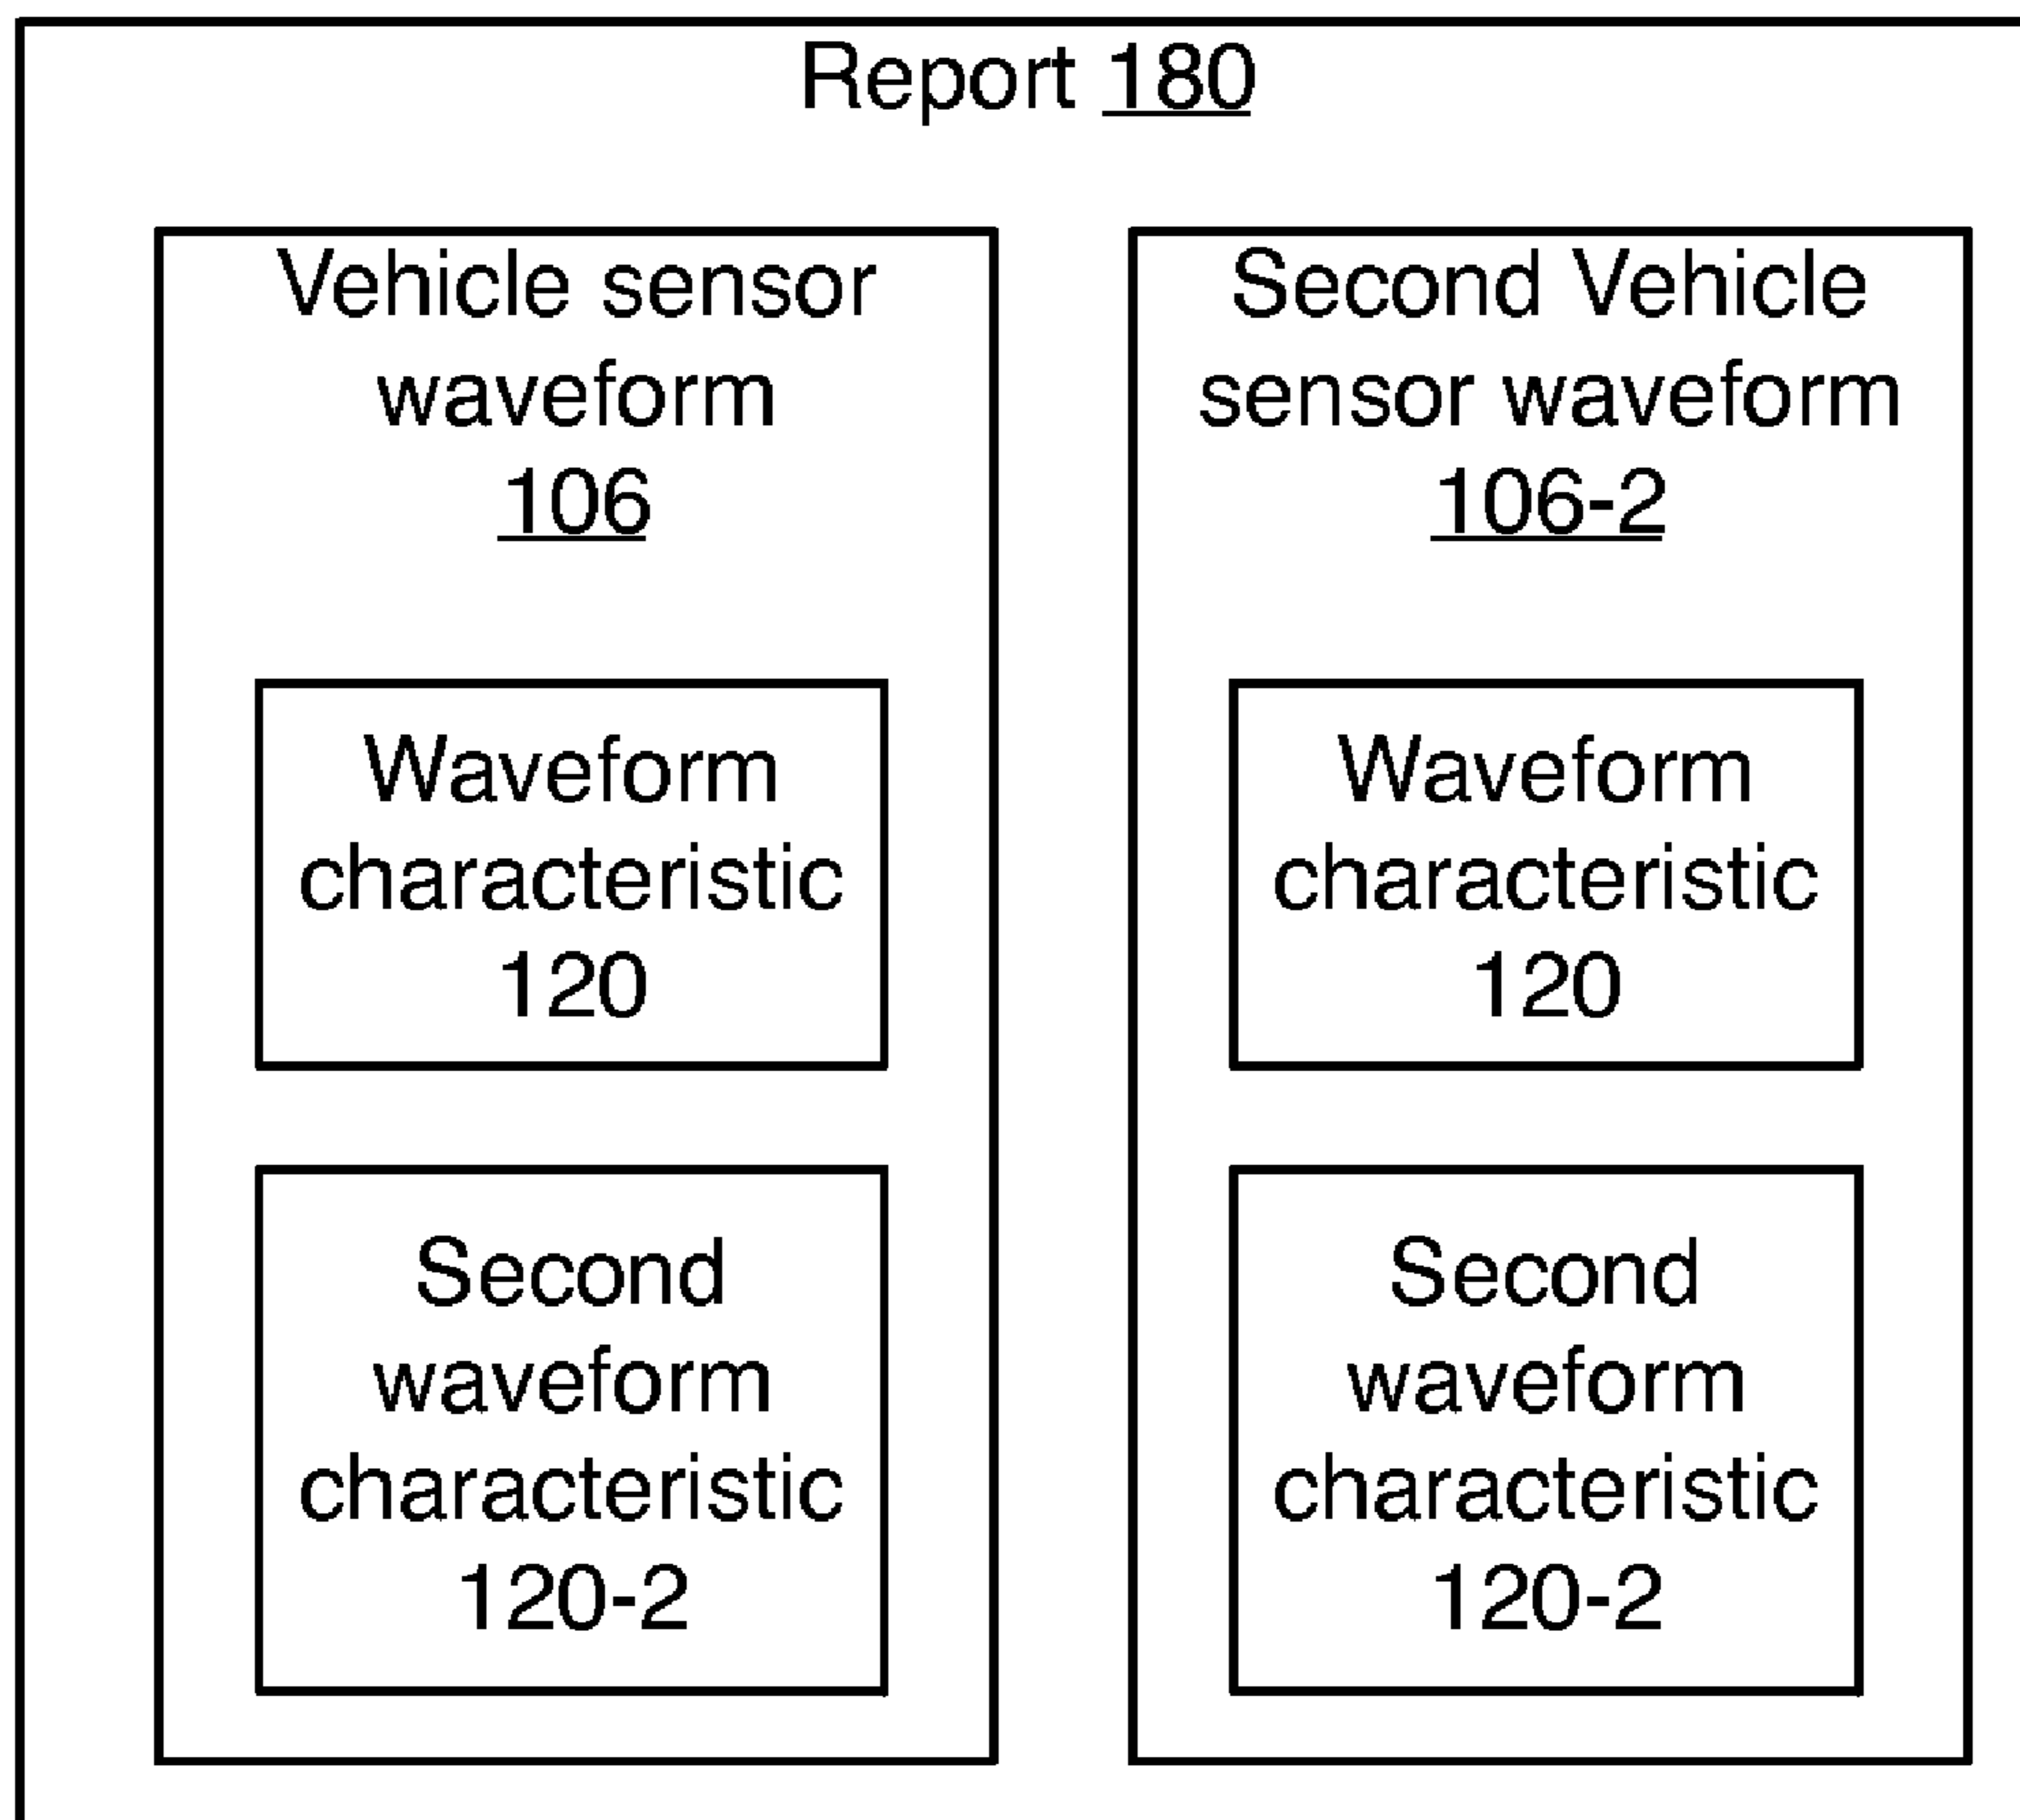 Report 180
Vehicle sensor
waveform
106
Waveform
characteristic
120
Second
waveform
characteristic
120-2
Second Vehicle
sensor waveform
106-2
Waveform
characteristic
120
Second
waveform
characteristic
120-2